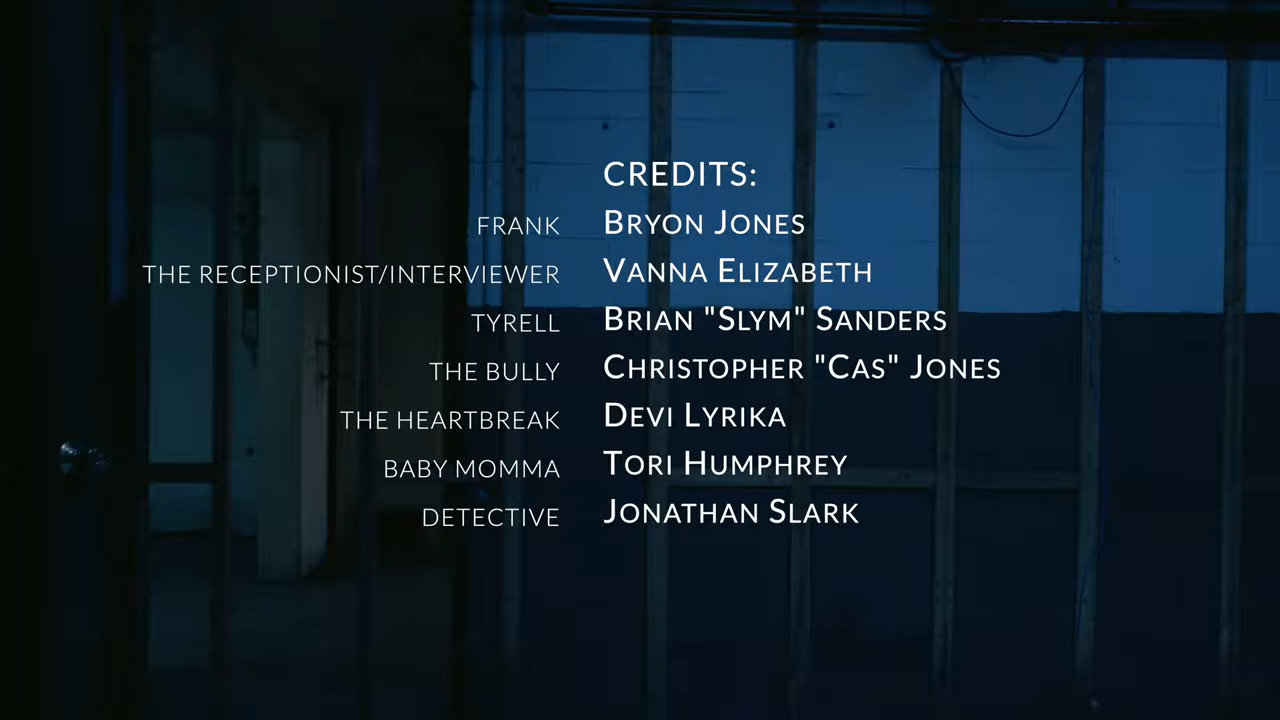 CREDITS:
FRANK BRYON JONES
THE RECEPTIONIST/INTERVIEWER VANNA ELIZABETH
TYRELL BRIAN "SLYM" SANDERS
THE BULLY CHRISTOPHER "CAS" JONES
THE HEARTBREAK DEVI LYRIKA
BABY MOMMA TORI HUMPHREY
DETECTIVE JONATHAN SLARK